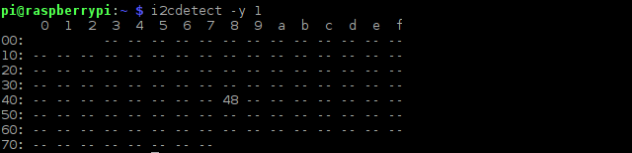 pi@raspberrypi:~ $ i2cdetect -y 1
     0  1  2  3  4  5  6  7  8  9  a  b  c  d  e  f
00:          -- -- -- -- -- -- -- -- -- -- -- -- --
10: -- -- -- -- -- -- -- -- -- -- -- -- -- -- -- --
20: -- -- -- -- -- -- -- -- -- -- -- -- -- -- -- --
30: -- -- -- -- -- -- -- -- -- -- -- -- -- -- -- --
40: -- -- -- -- -- -- -- -- 48 -- -- -- -- -- -- --
50: -- -- -- -- -- -- -- -- -- -- -- -- -- -- -- --
60: -- -- -- -- -- -- -- -- -- -- -- -- -- -- -- --
70: -- -- -- -- -- -- -- --